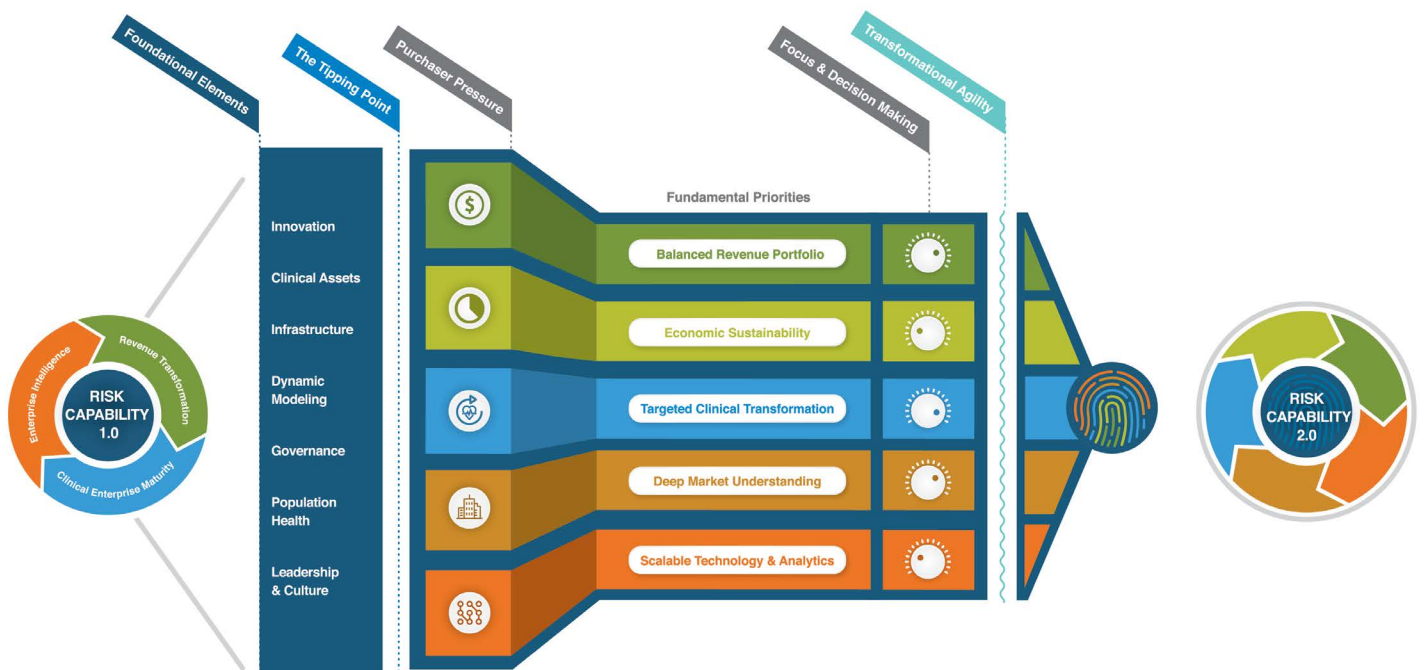 Foundational Elements
The Tipping Point
Purchaser Pressure
Focus & Decision Making
Transformational Agility
Enterprise Intelligence
Revenue Transformation
Clinical Enterprise Maturity
RISK
CAPABILITY
1.0
Innovation
Clinical Assets
Infrastructure
Dynamic
Modeling
Governance
Population
Health
Leadership
& Culture
$
Fundamental Priorities
Balanced Revenue Portfolio
Economic Sustainability
Targeted Clinical Transformation
Deep Market Understanding
Scalable Technology & Analytics
RISK
CAPABILITY
2.0